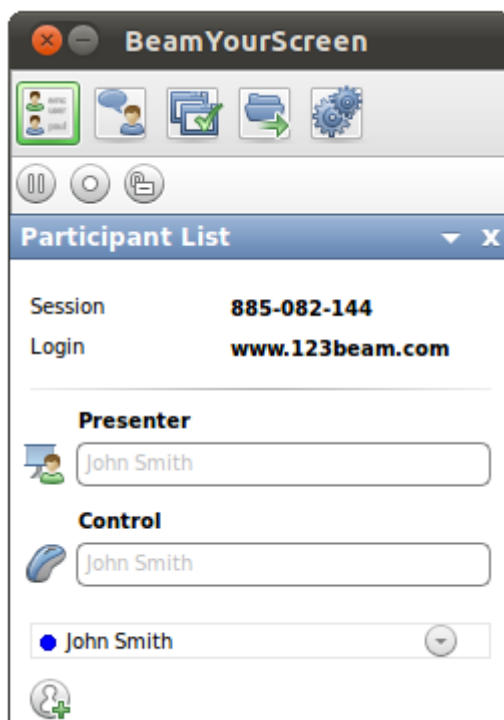 BeamYourScreen
Participant List
Session 885-082-144
Login www.123beam.com
Presenter
John Smith
Control
John Smith
John Smith